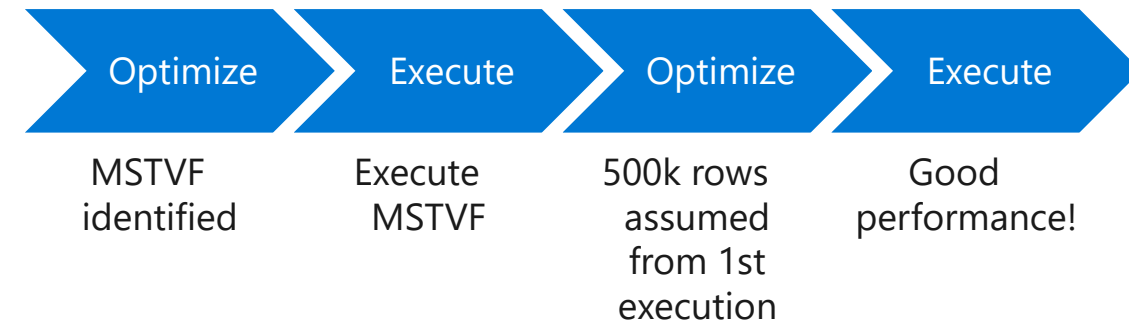 Optimize
Execute
Optimize
Execute
MSTVF
identified
Execute
MSTVF
500k rows
assumed
from 1st
execution
Good
performance!